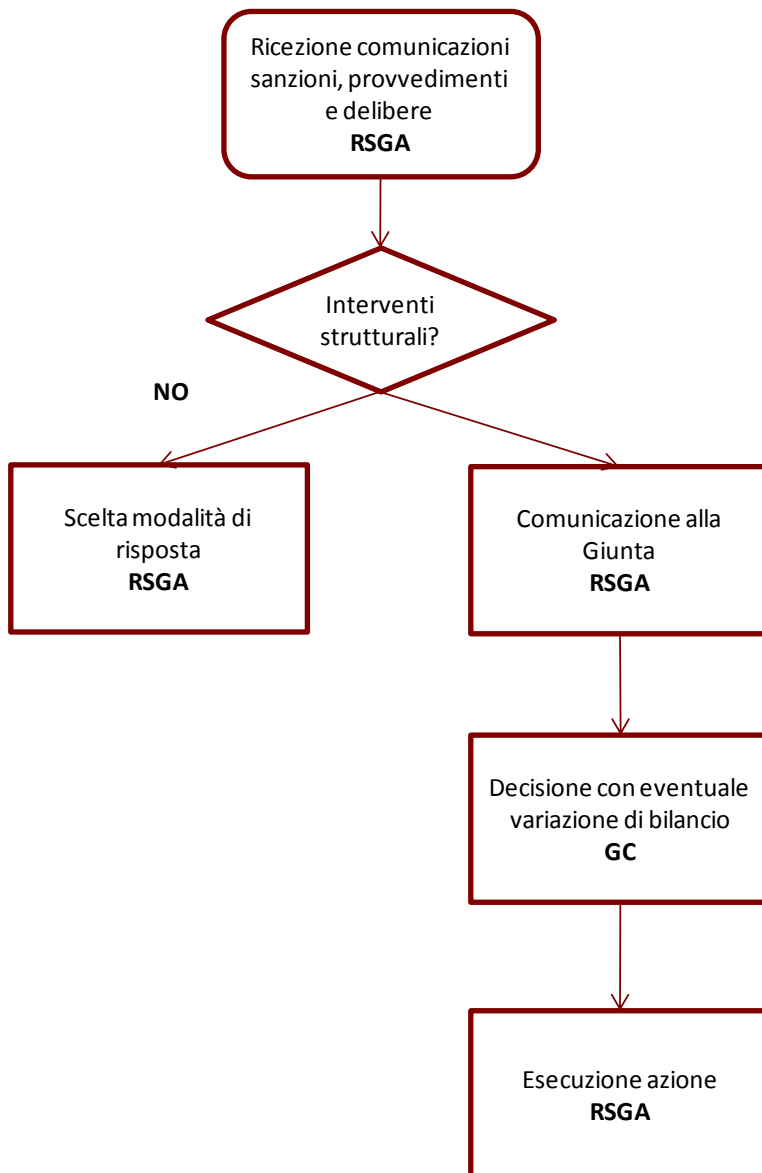 Ricezione comunicazioni
sanzioni, provvedimenti
e delibere
RSGA
Interventi
strutturali?
NO
Scelta modalità di
risposta
RSGA
Comunicazione alla
Giunta
RSGA
Decisione con eventuale
variazione di bilancio
GC
Esecuzione azione
RSGA